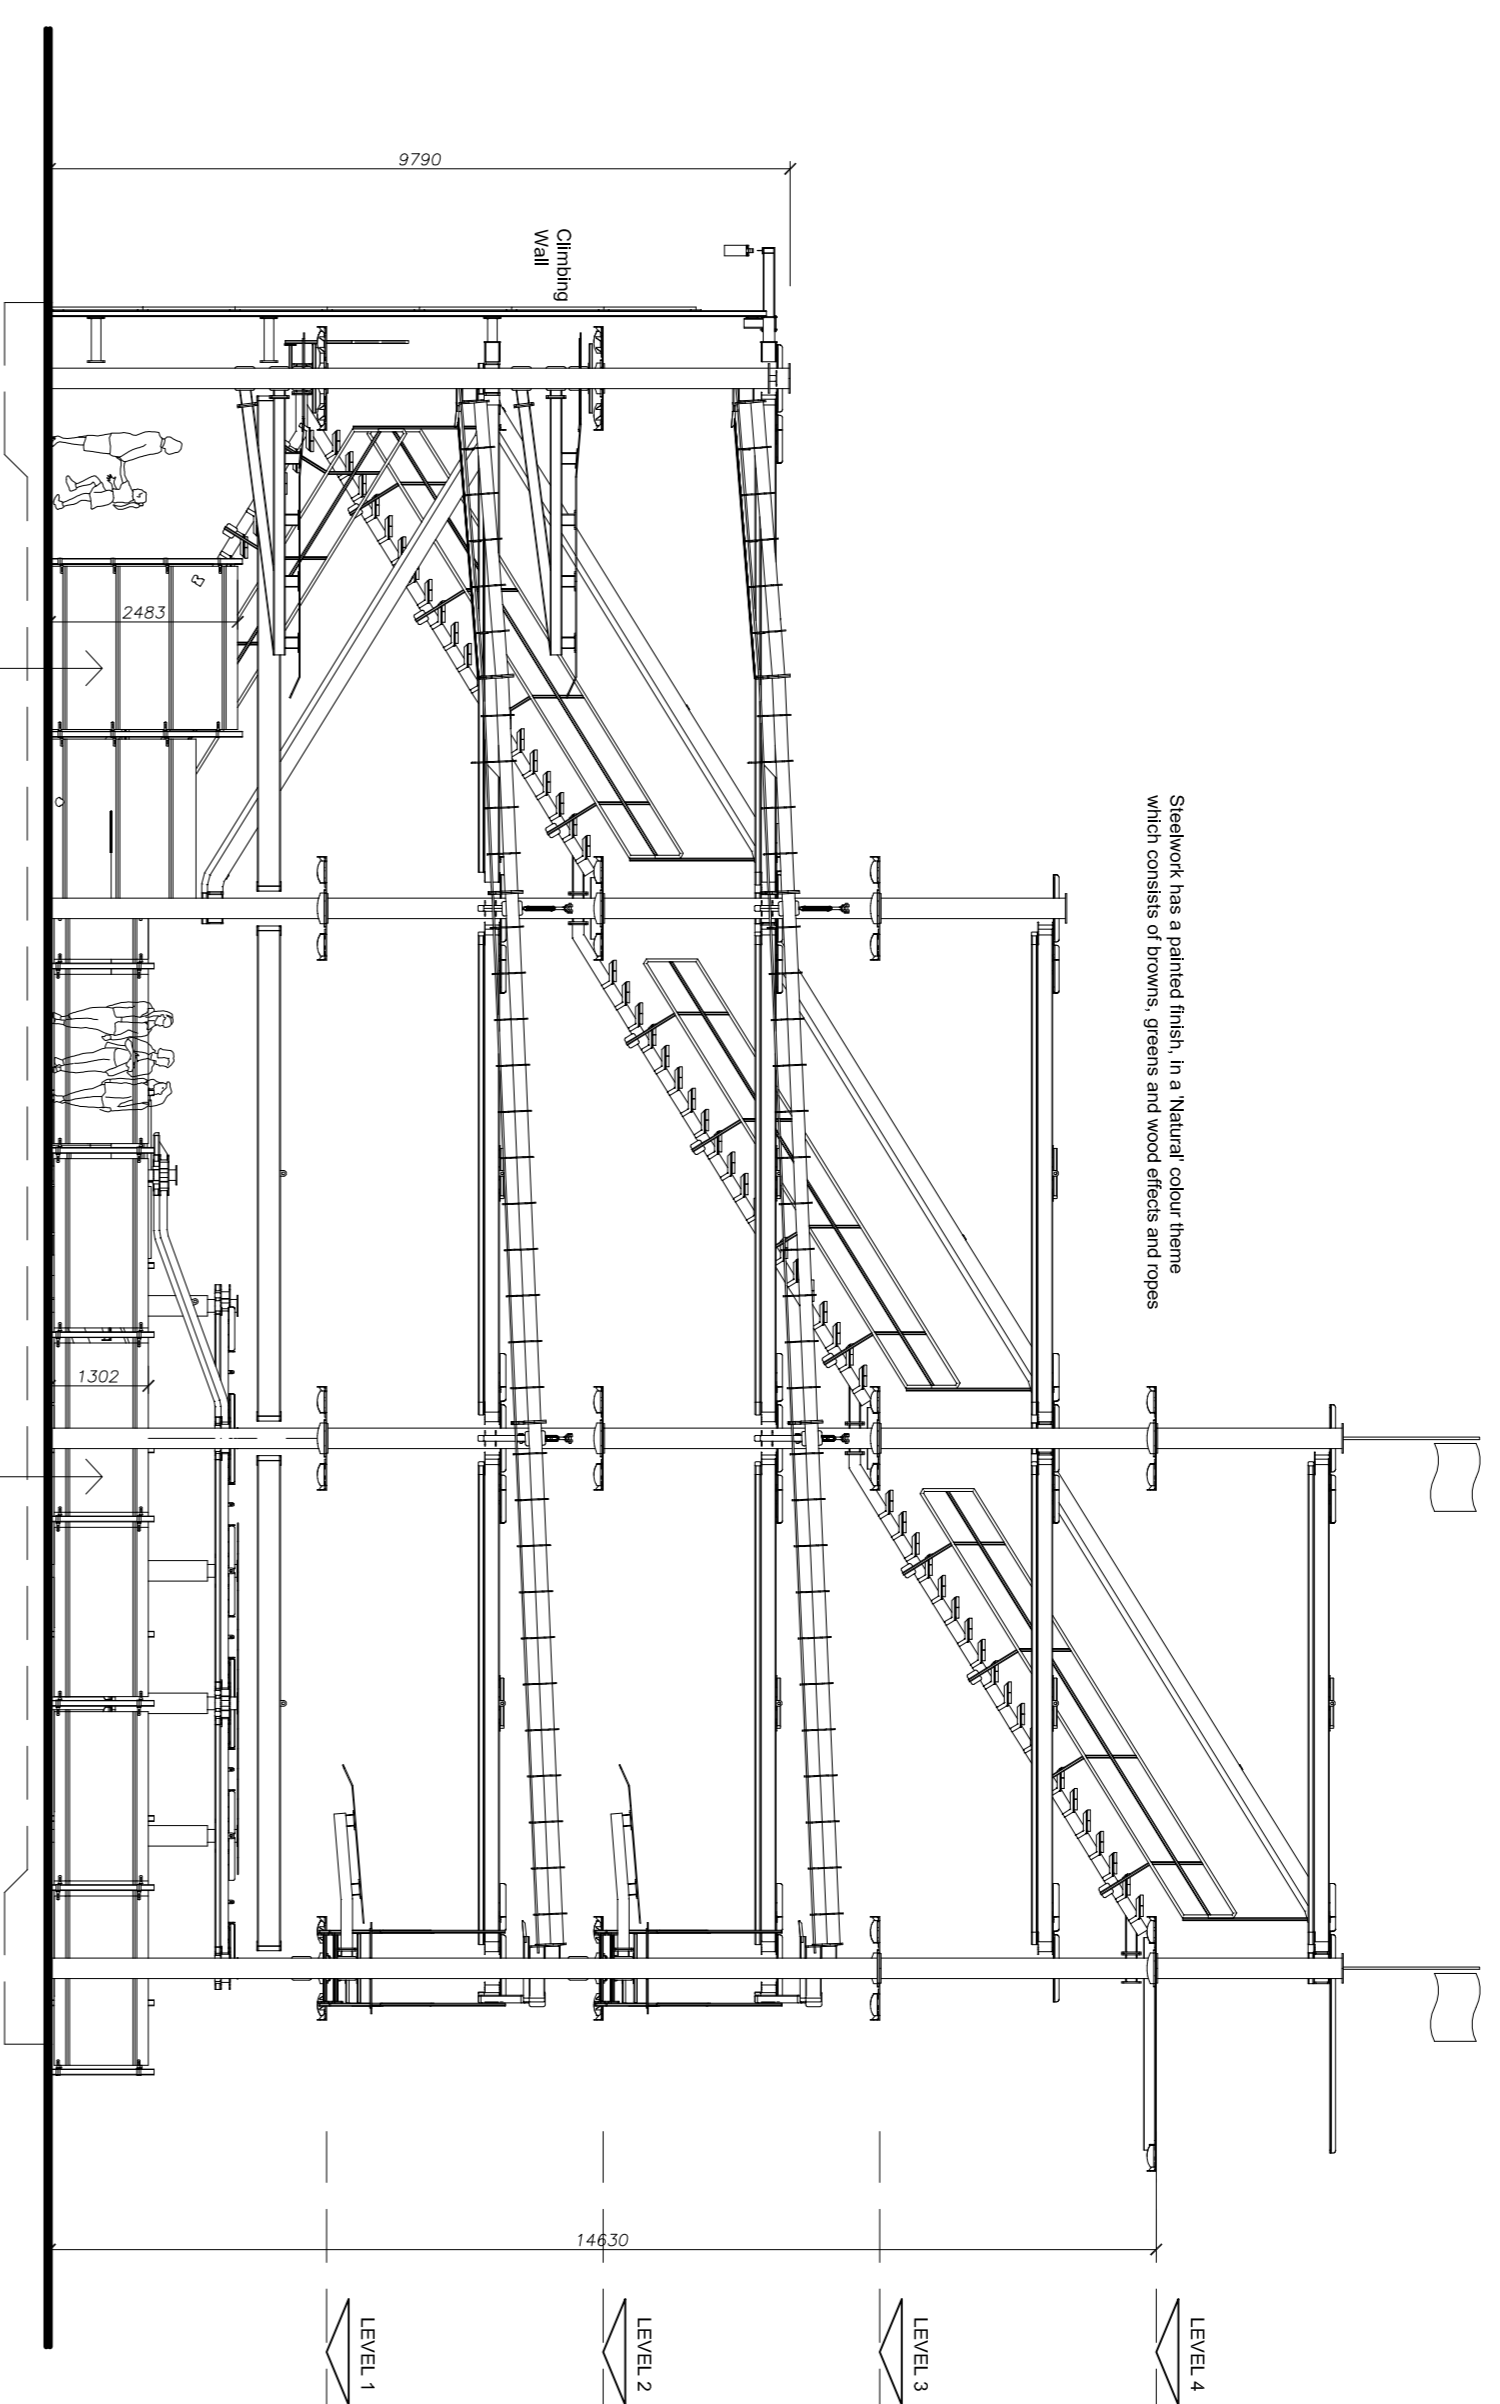 Steelwork has a painted finish, in a 'Natural' colour theme
which consists of browns, greens and wood effects and ropes
9790
Climbing
Wall
2483
B
1302
14630
LEVEL 4
LEVEL 3
LEVEL 2
LEVEL 1